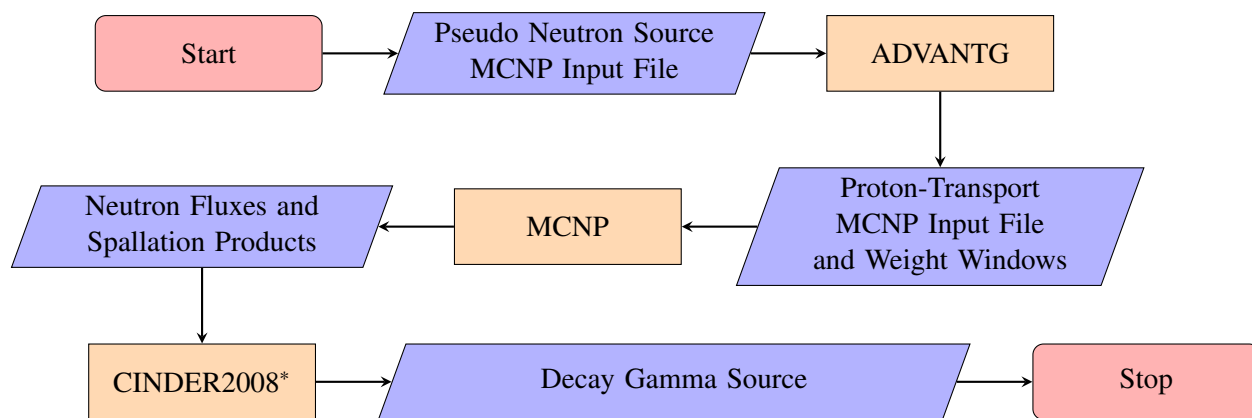 Start
Pseudo Neutron Source
MCNP Input File
ADVANTG
Proton-Transport
MCNP Input File
and Weight Windows
MCNP
Neutron Fluxes and
Spallation Products
CINDER2008*
Decay Gamma Source
Stop